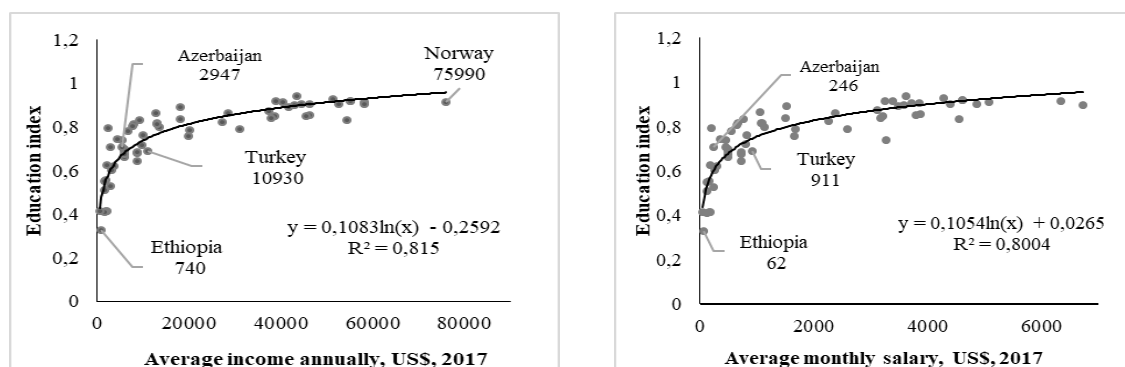 1,2
1
0,8
0,6
0,4
0,2
0
Education index
Azerbaijan
2947
Norway
75990
Turkey
10930
Ethiopia
740
y = 0,1083ln(x) - 0,2592
R² = 0,815
0 20000 40000 60000 80000
Average income annually, US$, 2017
1,2
1
0,8
0,6
0,4
0,2
0
Education index
Azerbaijan
246
Turkey
911
Ethiopia
62
y = 0,1054ln(x) + 0,0265
R² = 0,8004
0 2000 4000 6000
Average monthly salary, US$, 2017